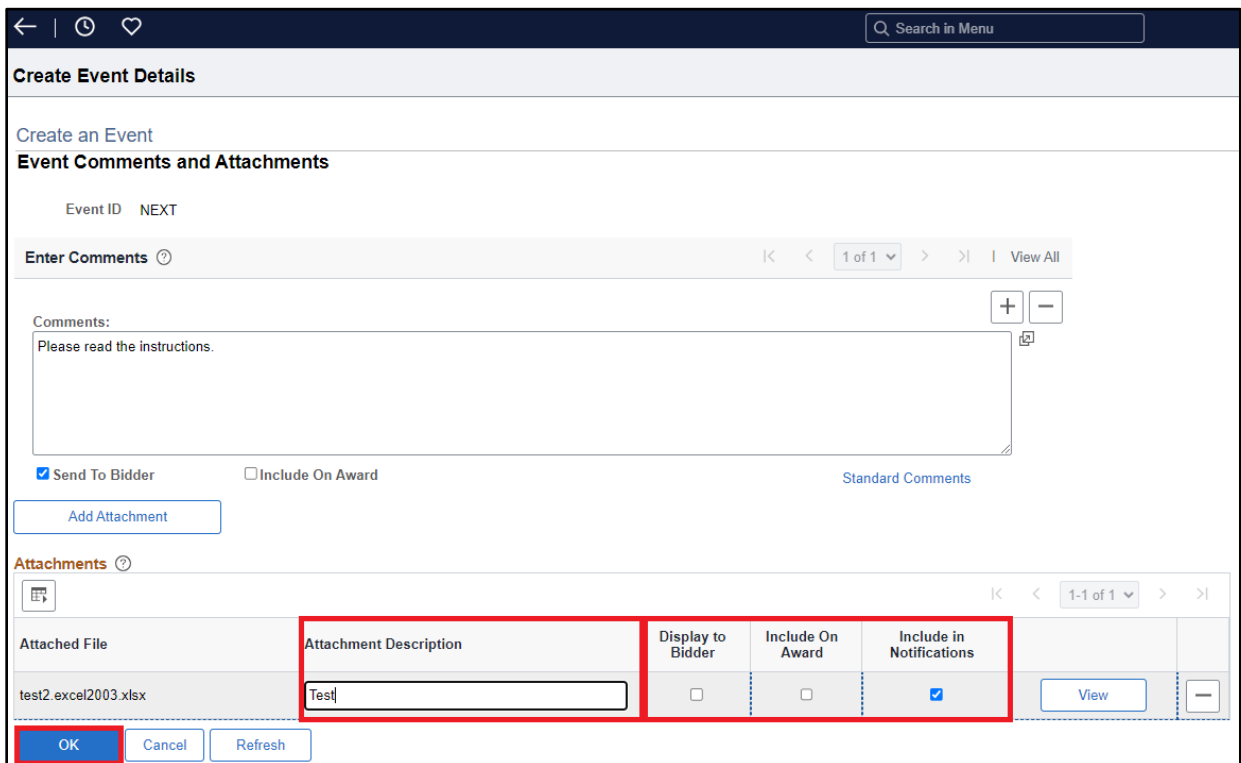 Search in Menu
Create Event Details
Create an Event
Event Comments and Attachments
Event ID NEXT
Enter Comments
1 of 1
View All
Comments:
Please read the instructions.
Send To Bidder
Include On Award
Standard Comments
Add Attachment
Attachments
1-1 of 1
Attached File
Attachment Description
Display to
Bidder
Include On
Award
Include in
Notifications
test2.excel2003.xlsx
Test
View
OK
Cancel
Refresh